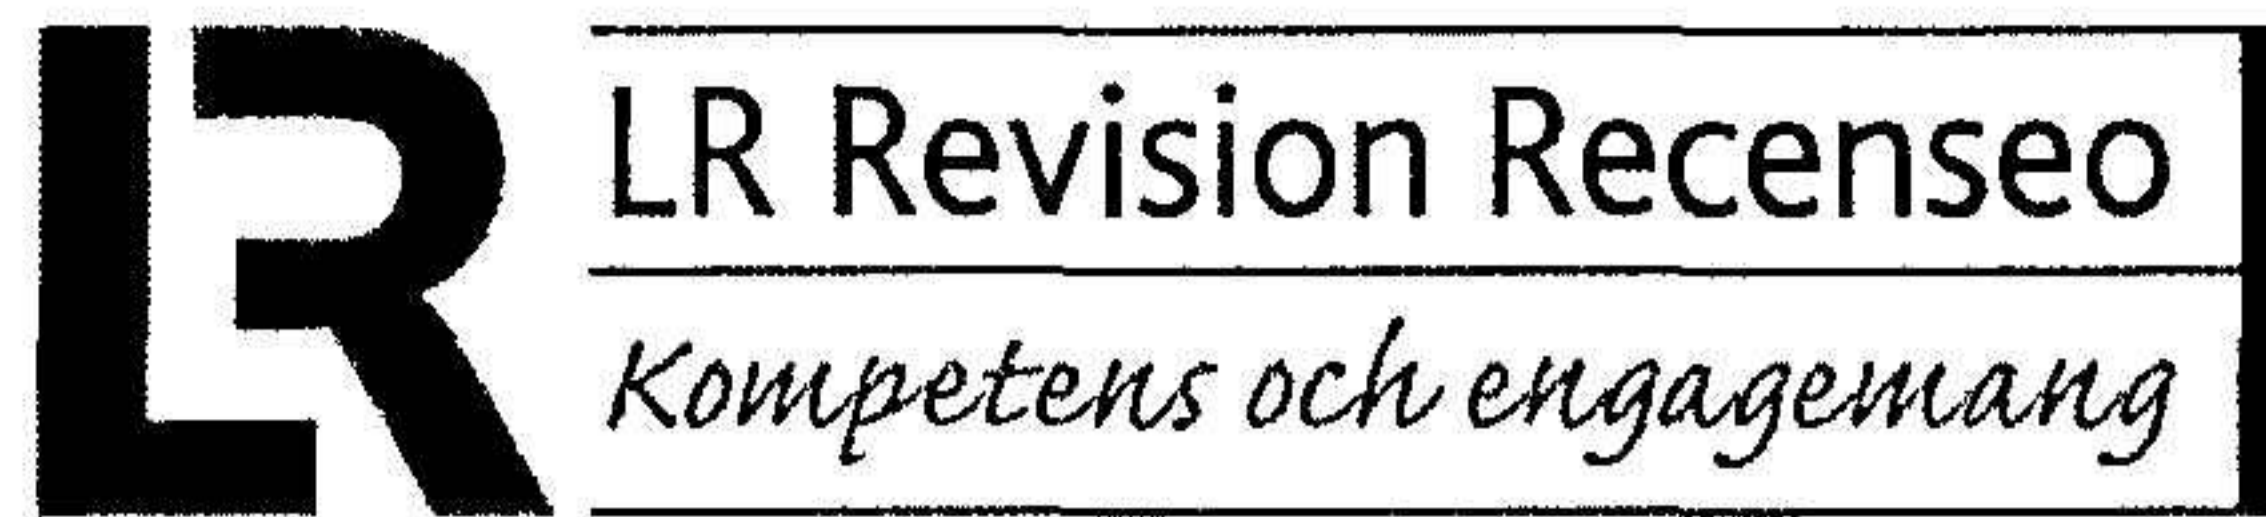 LR
LR Revision Recenseo
Kompetens och engagemang